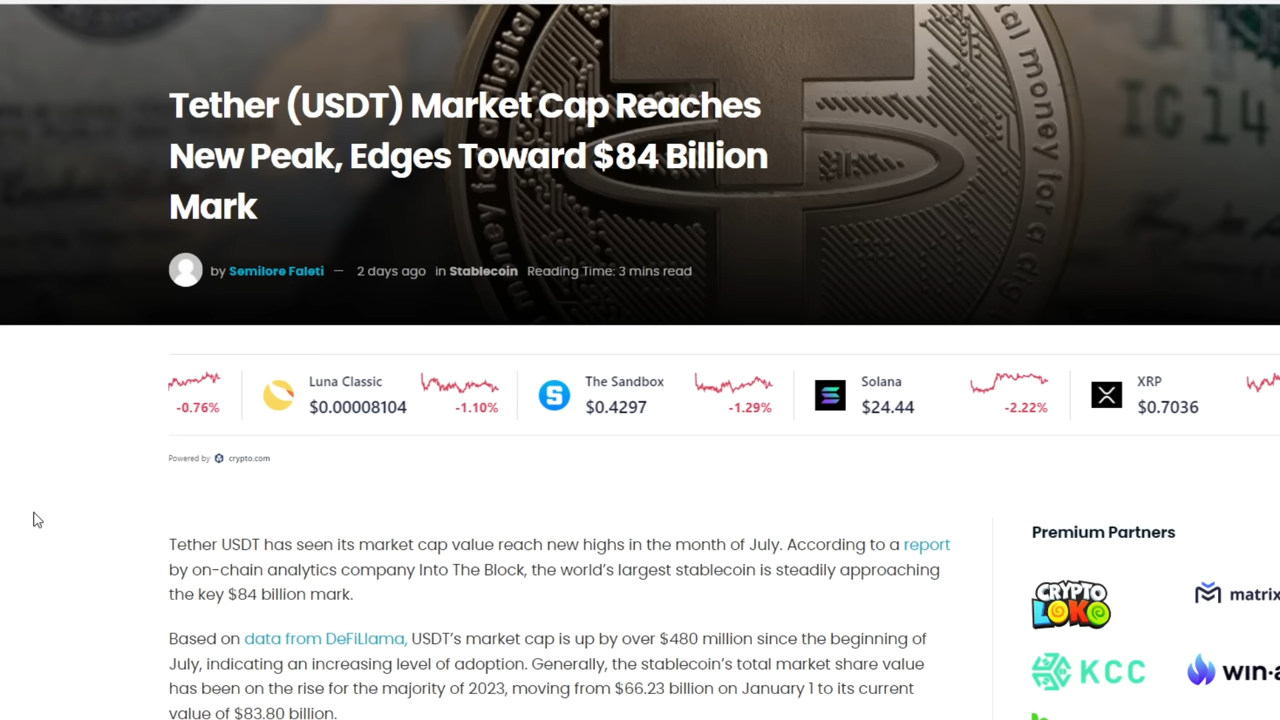 Tether (USDT) Market Cap Reaches
New Peak, Edges Toward $84 Billion
Mark
by Semilore Faleti — 2 days ago in Stablecoin Reading Time: 3 mins read
digital
money for a dig
money fo
IG 14
-0.76%
Luna Classic
$0.00008104
-1.10%
The Sandbox
$0.4297
-1.29%
Solana
$24.44
-2.22%
XRP
$0.7036
Powered by crypto.com
Tether USDT has seen its market cap value reach new highs in the month of July. According to a report
by on-chain analytics company Into The Block, the world's largest stablecoin is steadily approaching
the key $84 billion mark.
Based on data from DeFiLlama, USDT's market cap is up by over $480 million since the beginning of
July, indicating an increasing level of adoption. Generally, the stablecoin's total market share value
has been on the rise for the majority of 2023, moving from $66.23 billion on January 1 to its current
value of $83.80 billion.
Premium Partners
CRYPTO
LOKO
matrix
KCC
win·a